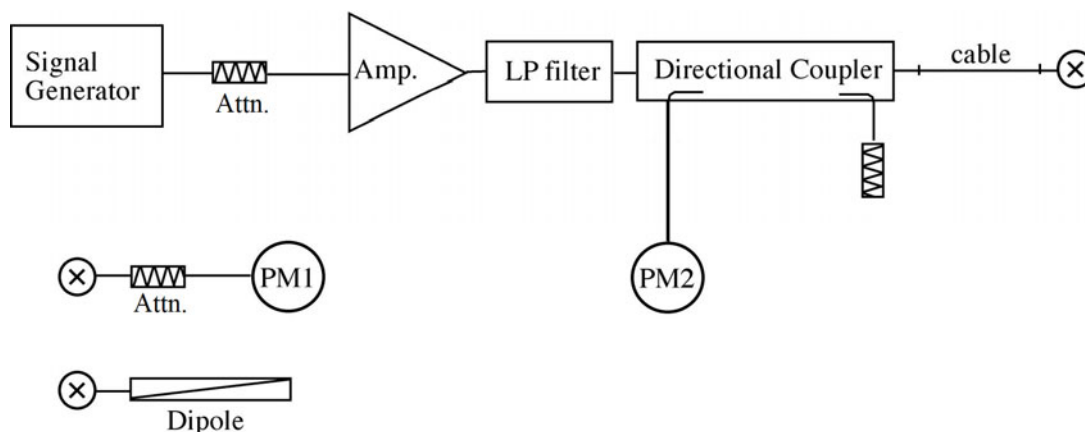 Signal
Generator
Attn.
Amp.
LP filter
Directional Coupler
cable
PM1
Attn.
PM2
Dipole